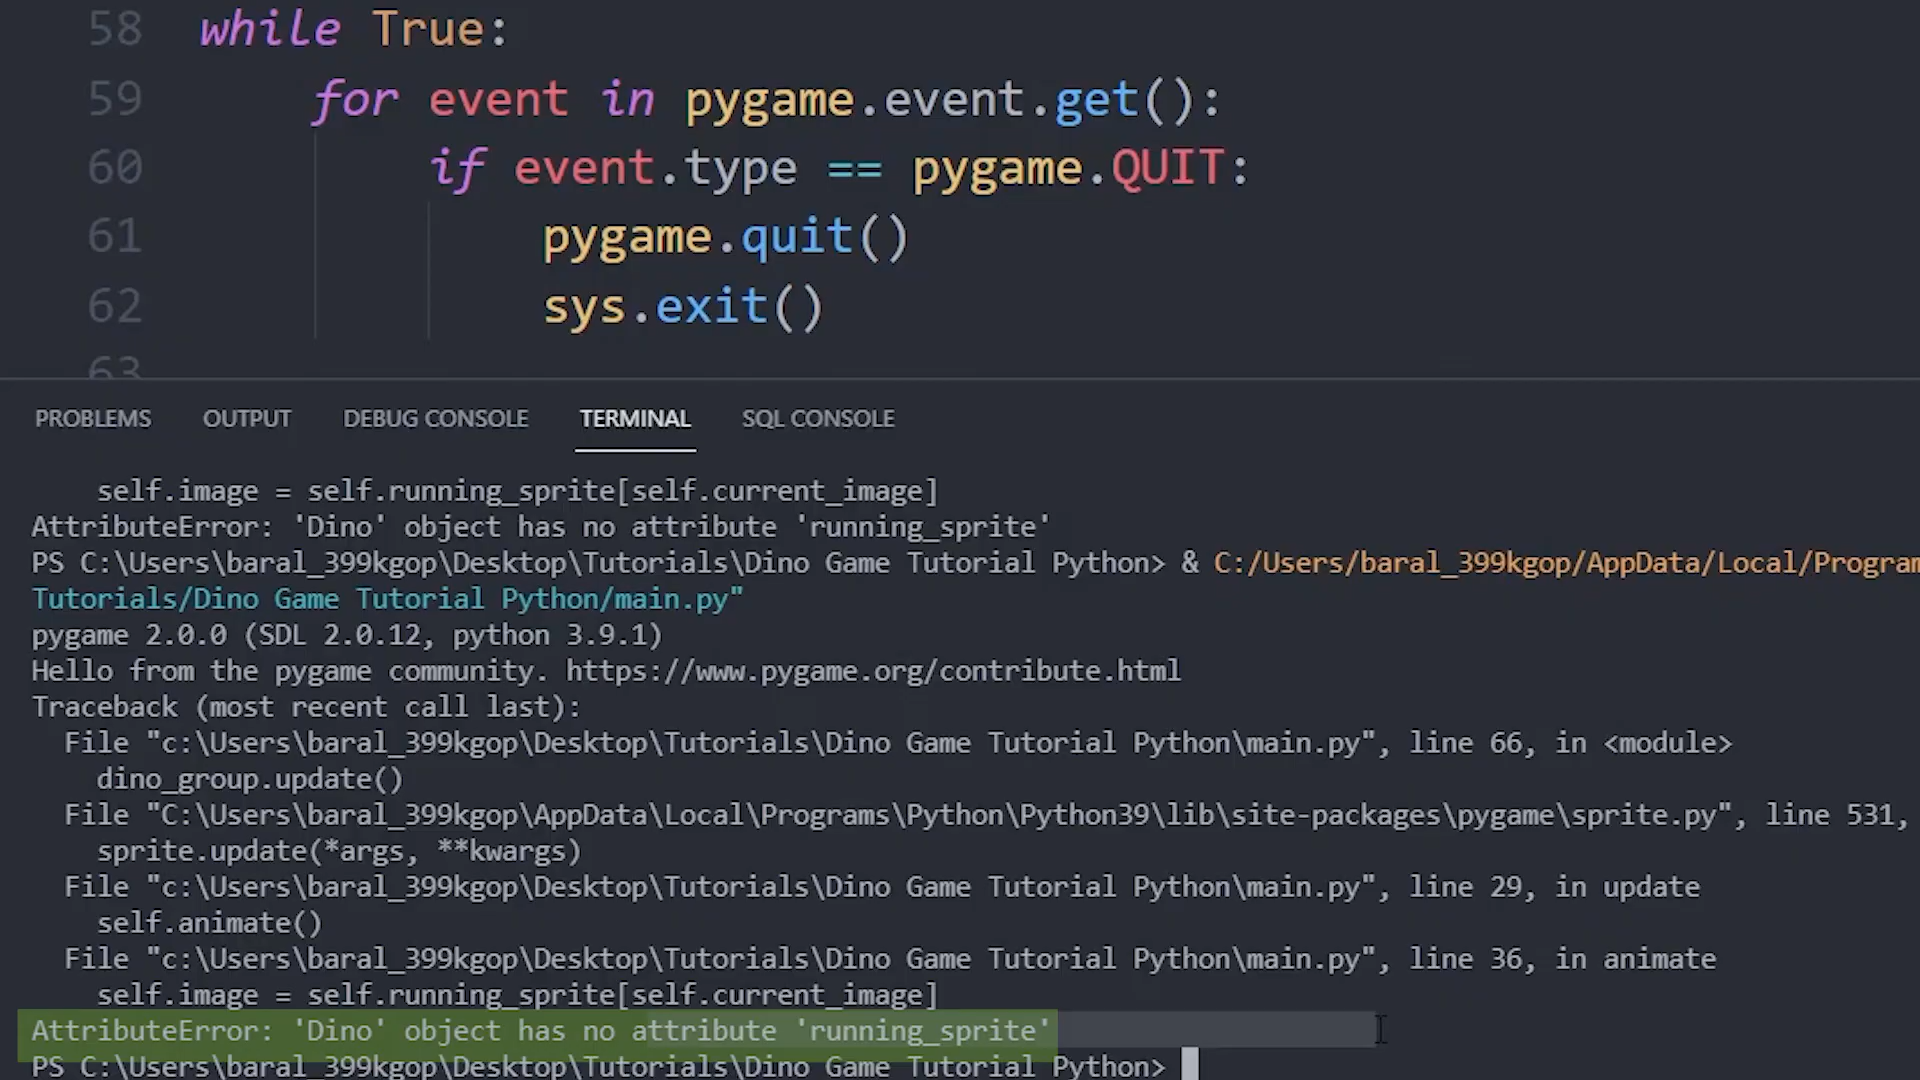 58 while True:
59 for event in pygame.event.get():
60 if event.type == pygame.QUIT:
61 pygame.quit()
62 sys.exit()
63
PROBLEMS OUTPUT DEBUG CONSOLE TERMINAL SQL CONSOLE
self.image = self.running_sprite[self.current_image]
AttributeError: 'Dino' object has no attribute 'running_sprite'
PS C:\Users\baral_399kgop\Desktop\Tutorials\Dino Game Tutorial Python> & C:/Users/baral_399kgop/AppData/Local/Program
Tutorials/Dino Game Tutorial Python/main.py"
pygame 2.0.0 (SDL 2.0.12, python 3.9.1)
Hello from the pygame community. https://www.pygame.org/contribute.html
Traceback (most recent call last):
File "c:\Users\baral_399kgop\Desktop\Tutorials\Dino Game Tutorial Python\main.py", line 66, in <module>
dino_group.update()
File "C:\Users\baral_399kgop\AppData\Local\Programs\Python\Python39\lib\site-packages\pygame\sprite.py", line 531,
sprite.update(*args, **kwargs)
File "c:\Users\baral_399kgop\Desktop\Tutorials\Dino Game Tutorial Python\main.py", line 29, in update
self.animate()
File "c:\Users\baral_399kgop\Desktop\Tutorials\Dino Game Tutorial Python\main.py", line 36, in animate
self.image = self.running_sprite[self.current_image]
AttributeError: 'Dino' object has no attribute 'running_sprite'
PS C:\Users\baral_399kgop\Desktop\Tutorials\Dino Game Tutorial Python>